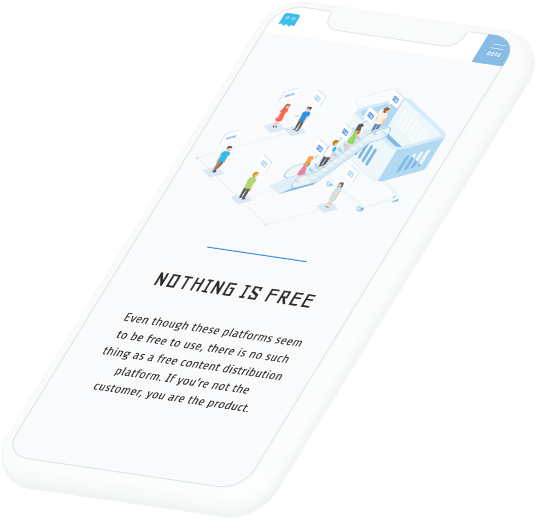 NOTHING IS FREE
Even though these platforms seem
to be free to use, there is no such
thing as a free content distribution
platform. If you're not the
customer, you are the product.